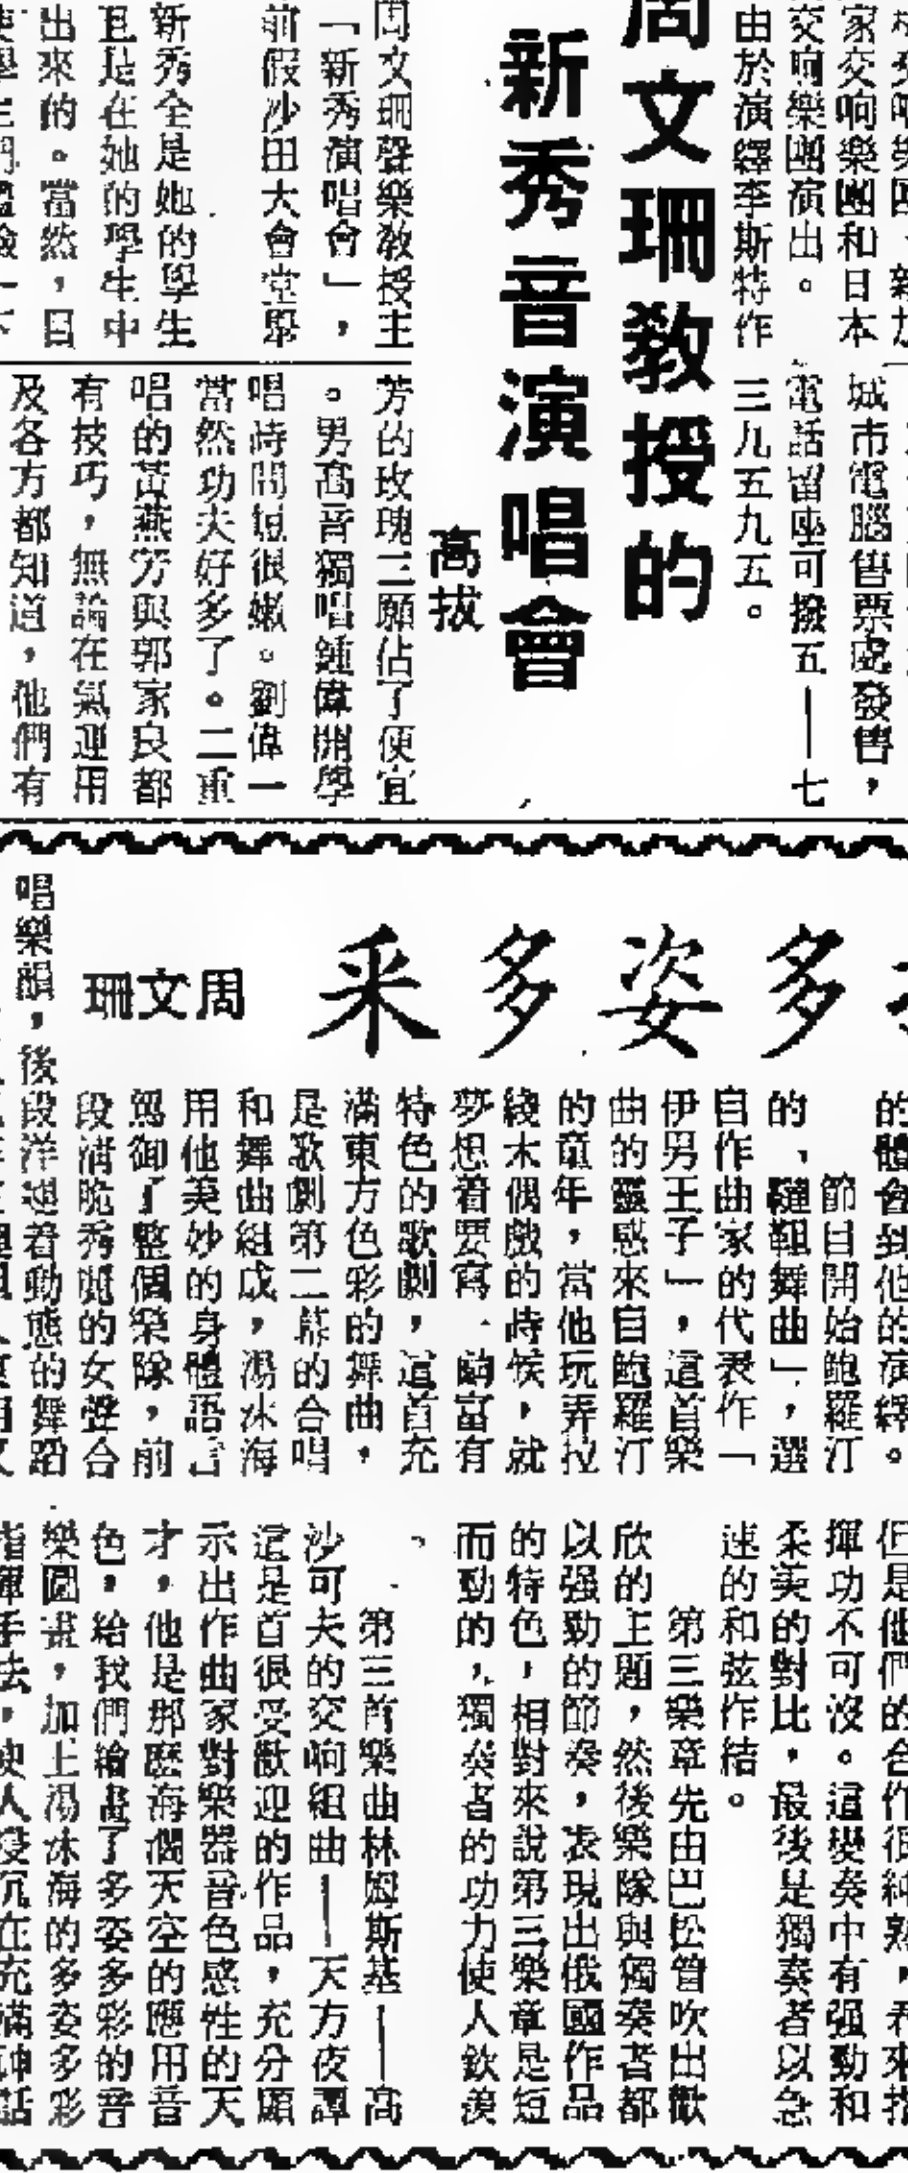 家交响樂團和日本
交响樂團演出。
由於演繹李斯特作
城市電腦售票處發售，
電話留座可撥五——七
三九五九五。
周文珊教授的
新秀音演唱會
高拔
周文珊聲樂教授主
「新秀演唱會」，
前假沙田大會堂舉
新秀全是她的學生
且是在她的學生中
出來的。當然，目
芳的玫瑰三願佔了便宜
。男高音獨唱鍾偉開學
唱時間短很嫩。劉偉一
當然功夫好多了。二重
唱的黃燕芳與郭家良都
有技巧，無論在氣迎用
及各方都知道，他們有
多姿多采
周文珊
的體會到他的演繹。
節目開始鮑羅汀
的、韃靼舞曲」，選
自作曲家的代表作「
伊男王子」，這首樂
曲的靈感來自鮑羅汀
的童年，當他玩弄拉
綫木偶戲的時候，就
夢想着要寫一齣富有
特色的歌劇，這首充
滿東方色彩的舞曲，
是歌劇第二幕的合唱
和舞曲組成，湯沐海
用他美妙的身體語言
駕御了整個樂隊，前
段清脆秀麗的女聲合
唱樂韻，後段洋迆着動態的舞蹈
但是他們的合作很純熟，看來指
揮功不可沒。這變奏中有强勁和
柔美的對比，最後是獨奏者以急
速的和弦作結。
第三樂章先由巴松管吹出歡
欣的主題，然後樂隊與獨奏者都
以强勁的節奏，表現出俄國作品
的特色，相對來說第三樂章是短
而勁的，獨奏者的功力使人欽羨
。
第三首樂曲林姆斯基——高
沙可夫的交响組曲——天方夜譚
這是首很受歡迎的作品，充分顯
示出作曲家對樂器音色感性的天
才，他是那麼海濶天空的應用音
色，給我們繪畫了多姿多彩的音
樂圖畫，加上湯沐海的多姿多彩
指揮手法，使人浸沉在充滿神話